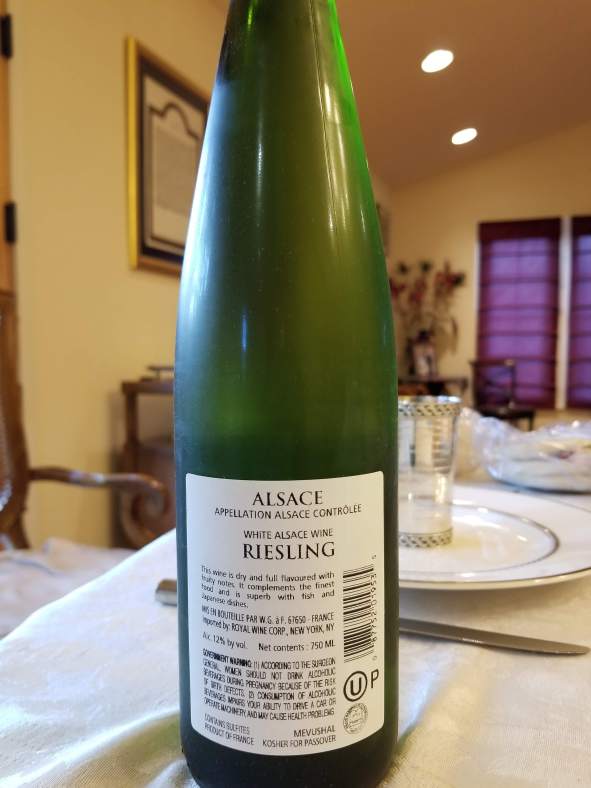 ALSACE
APPELLATION ALSACE CONTRÔLÉE
WHITE ALSACE WINE
RIESLING
This wine is dry and full flavoured with
fruity notes. It complements the finest
food and is superb with fish and
Japanese dishes.
MIS EN BOUTEILLE PAR W.G. à F. 67650 - FRANCE
Imported by: ROYAL WINE CORP., NEW YORK, NY
Alc. 12% by vol. Net contents : 750 ML
GOVERNMENT WARNING: (1) ACCORDING TO THE SURGEON
GENERAL, WOMEN SHOULD NOT DRINK ALCOHOLIC
BEVERAGES DURING PREGNANCY BECAUSE OF THE RISK
OF BIRTH DEFECTS. (2) CONSUMPTION OF ALCOHOLIC
BEVERAGES IMPAIRS YOUR ABILITY TO DRIVE A CAR OR
OPERATE MACHINERY AND MAY CAUSE HEALTH PROBLEMS.
CONTAINS SULFITES
PRODUCT OF FRANCE
MEVUSHAL
KOSHER FOR PASSOVER
U P